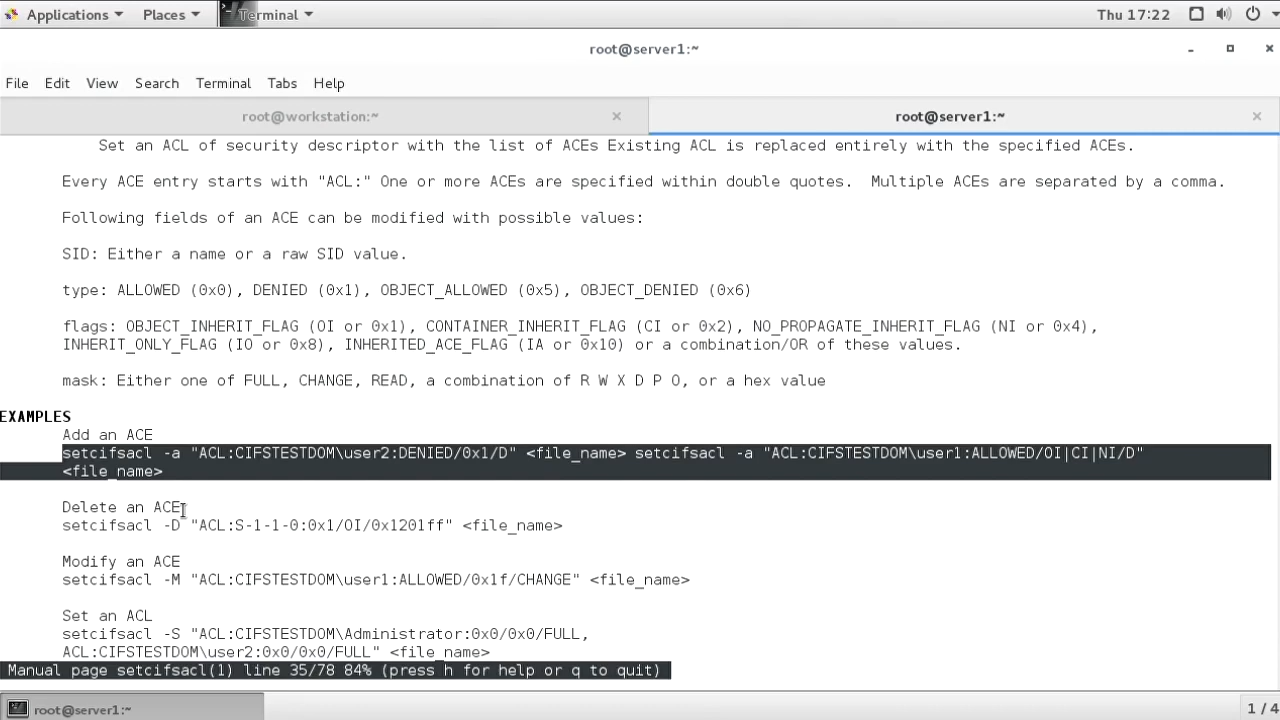 Applications Places Terminal Thu 17:22
root@server1:~
File Edit View Search Terminal Tabs Help
root@workstation:~ × root@server1:~ ×
Set an ACL of security descriptor with the list of ACEs Existing ACL is replaced entirely with the specified ACEs.
Every ACE entry starts with "ACL:" One or more ACEs are specified within double quotes. Multiple ACEs are separated by a comma.
Following fields of an ACE can be modified with possible values:
SID: Either a name or a raw SID value.
type: ALLOWED (0x0), DENIED (0x1), OBJECT_ALLOWED (0x5), OBJECT_DENIED (0x6)
flags: OBJECT_INHERIT_FLAG (OI or 0x1), CONTAINER_INHERIT_FLAG (CI or 0x2), NO_PROPAGATE_INHERIT_FLAG (NI or 0x4),
INHERIT_ONLY_FLAG (IO or 0x8), INHERITED_ACE_FLAG (IA or 0x10) or a combination/OR of these values.
mask: Either one of FULL, CHANGE, READ, a combination of R W X D P O, or a hex value
EXAMPLES
Add an ACE
setcifsacl -a "ACL:CIFSTESTDOM\user2:DENIED/0x1/D" <file_name> setcifsacl -a "ACL:CIFSTESTDOM\user1:ALLOWED/OI|CI|NI/D"
<file_name>
Delete an ACE
setcifsacl -D "ACL:S-1-1-0:0x1/OI/0x1201ff" <file_name>
Modify an ACE
setcifsacl -M "ACL:CIFSTESTDOM\user1:ALLOWED/0x1f/CHANGE" <file_name>
Set an ACL
setcifsacl -S "ACL:CIFSTESTDOM\Administrator:0x0/0x0/FULL,
ACL:CIFSTESTDOM\user2:0x0/0x0/FULL" <file_name>
Manual page setcifsacl(1) line 35/78 84% (press h for help or q to quit)
root@server1:~ 1 / 4